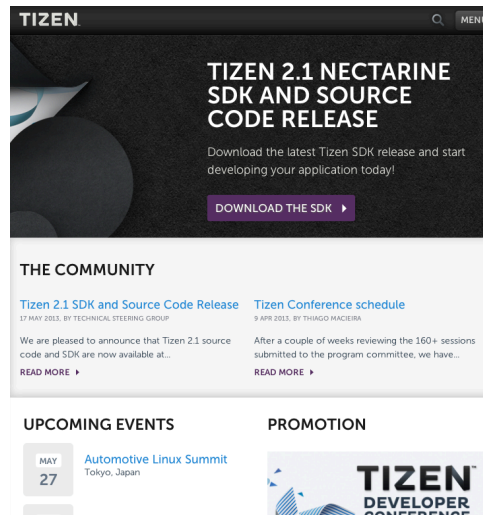 TIZEN
MENU
TIZEN 2.1 NECTARINE
SDK AND SOURCE
CODE RELEASE
Download the latest Tizen SDK release and start
developing your application today!
DOWNLOAD THE SDK
THE COMMUNITY
Tizen 2.1 SDK and Source Code Release
17 MAY 2013, BY TECHNICAL STEERING GROUP
We are pleased to announce that Tizen 2.1 source
code and SDK are now available at...
READ MORE
Tizen Conference schedule
9 APR 2013, BY THIAGO MACIEIRA
After a couple of weeks reviewing the 160+ sessions
submitted to the program committee, we have...
READ MORE
UPCOMING EVENTS
MAY
27
Automotive Linux Summit
Tokyo, Japan
PROMOTION
TIZEN™
DEVELOPER
CONFERENCE